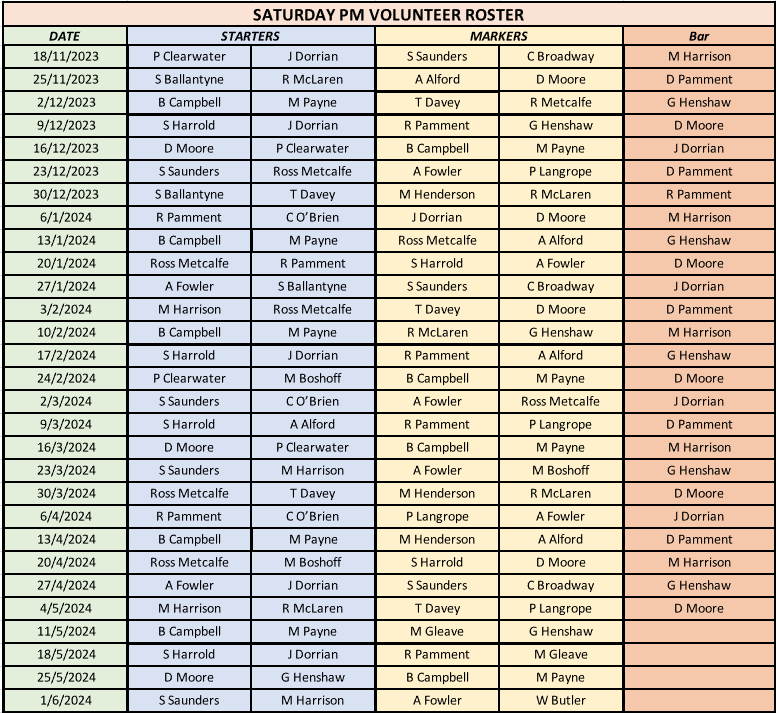 SATURDAY PM VOLUNTEER ROSTER
DATE STARTERS MARKERS Bar
18/11/2023 P Clearwater J Dorrian S Saunders C Broadway M Harrison
25/11/2023 S Ballantyne R McLaren A Alford D Moore D Pamment
2/12/2023 B Campbell M Payne T Davey R Metcalfe G Henshaw
9/12/2023 S Harrold J Dorrian R Pamment G Henshaw D Moore
16/12/2023 D Moore P Clearwater B Campbell M Payne J Dorrian
23/12/2023 S Saunders Ross Metcalfe A Fowler P Langrope D Pamment
30/12/2023 S Ballantyne T Davey M Henderson R McLaren R Pamment
6/1/2024 R Pamment C O’Brien J Dorrian D Moore M Harrison
13/1/2024 B Campbell M Payne Ross Metcalfe A Alford G Henshaw
20/1/2024 Ross Metcalfe R Pamment S Harrold A Fowler D Moore
27/1/2024 A Fowler S Ballantyne S Saunders C Broadway J Dorrian
3/2/2024 M Harrison Ross Metcalfe T Davey D Moore D Pamment
10/2/2024 B Campbell M Payne R McLaren G Henshaw M Harrison
17/2/2024 S Harrold J Dorrian R Pamment A Alford G Henshaw
24/2/2024 P Clearwater M Boshoff B Campbell M Payne D Moore
2/3/2024 S Saunders C O’Brien A Fowler Ross Metcalfe J Dorrian
9/3/2024 S Harrold A Alford R Pamment P Langrope D Pamment
16/3/2024 D Moore P Clearwater B Campbell M Payne M Harrison
23/3/2024 S Saunders M Harrison A Fowler M Boshoff G Henshaw
30/3/2024 Ross Metcalfe T Davey M Henderson R McLaren D Moore
6/4/2024 R Pamment C O’Brien P Langrope A Fowler J Dorrian
13/4/2024 B Campbell M Payne M Henderson A Alford D Pamment
20/4/2024 Ross Metcalfe M Boshoff S Harrold D Moore M Harrison
27/4/2024 A Fowler J Dorrian S Saunders C Broadway G Henshaw
4/5/2024 M Harrison R McLaren T Davey P Langrope D Moore
11/5/2024 B Campbell M Payne M Gleave G Henshaw
18/5/2024 S Harrold J Dorrian R Pamment M Gleave
25/5/2024 D Moore G Henshaw B Campbell M Payne
1/6/2024 S Saunders M Harrison A Fowler W Butler